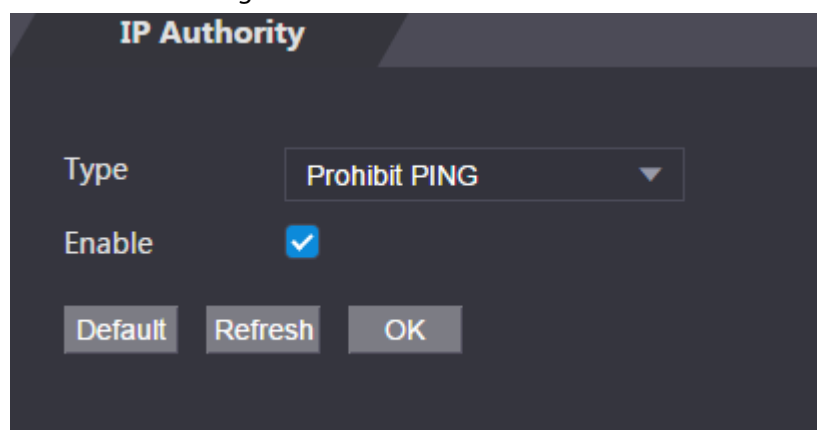 IP Authority
Type Prohibit PING
Enable
Default Refresh OK